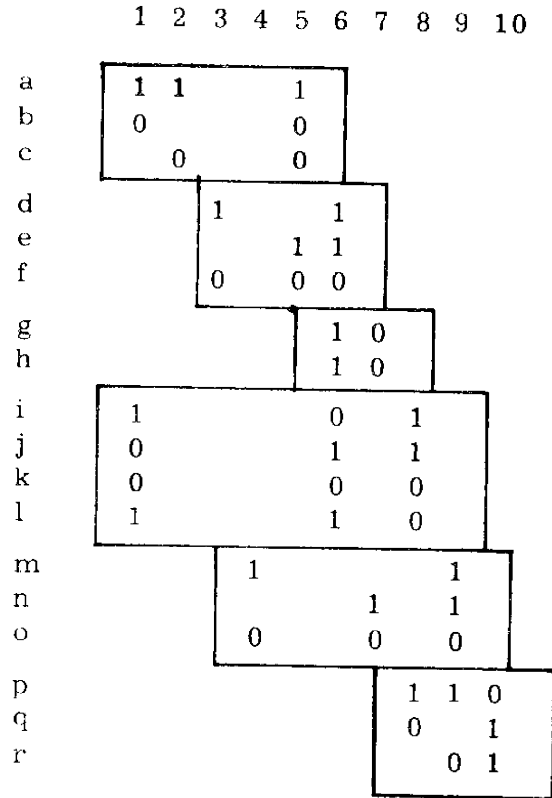 1 2 3 4 5 6 7 8 9 10
a 1 1 1
b 0 0
c 0 0
d 1 1
e 1 1
f 0 0 0
g 1 0
h 1 0
i 1 0 1
j 0 1 1
k 0 0 0
l 1 1 0
m 1 1
n 1 1
o 0 0 0
p 1 1 0
q 0 1
r 0 1